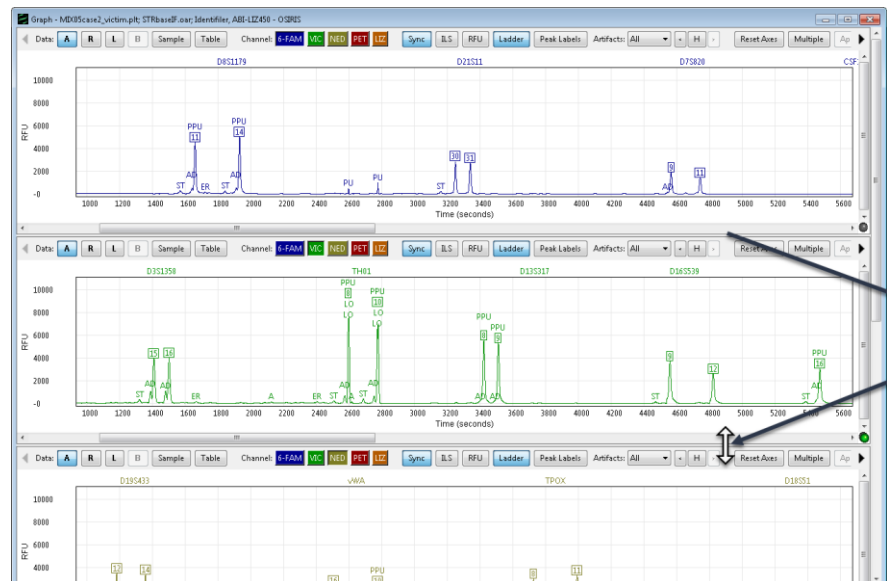 Graph - MIX05case2_victim.plt; STRbaseIF.oar; Identifiler, ABI-LIZ450 - OSIRIS
Data: A R L B Sample Table Channel: 6-FAM VIC NED PET LIZ Sync ILS RFU Ladder Peak Labels Artifacts: All < H > Reset Axes Multiple Ap
D8S1179 D21S11 D7S820 CSF
10000
8000
6000
4000
2000
-0
RFU
PPU PPU
11 14
30 31
9 11
ST AD ER ST AD PU PU ST AD
1000 1200 1400 1600 1800 2000 2200 2400 2600 2800 3000 3200 3400 3600 3800 4000 4200 4400 4600 4800 5000 5200 5400 5600
Time (seconds)
Data: A R L B Sample Table Channel: 6-FAM VIC NED PET LIZ Sync ILS RFU Ladder Peak Labels Artifacts: All < H > Reset Axes Multiple Ap
D3S1358 TH01 D13S317 D16S539
10000
8000
6000
4000
2000
-0
RFU
PPU PPU
8 10
LO LO
LO LO
PPU PPU
8 9
PPU
15 16
9 12 16
ST AD AD ER A ER ST AD A ST AD AD AD ST ST AD
1000 1200 1400 1600 1800 2000 2200 2400 2600 2800 3000 3200 3400 3600 3800 4000 4200 4400 4600 4800 5000 5200 5400 5600
Time (seconds)
Data: A R L B Sample Table Channel: 6-FAM VIC NED PET LIZ Sync ILS RFU Ladder Peak Labels Artifacts: All < H Reset Axes Multiple Ap
D19S433 vWA TPOX D18S51
10000
8000
6000
4000
RFU
12 14
16
PPU
8 11